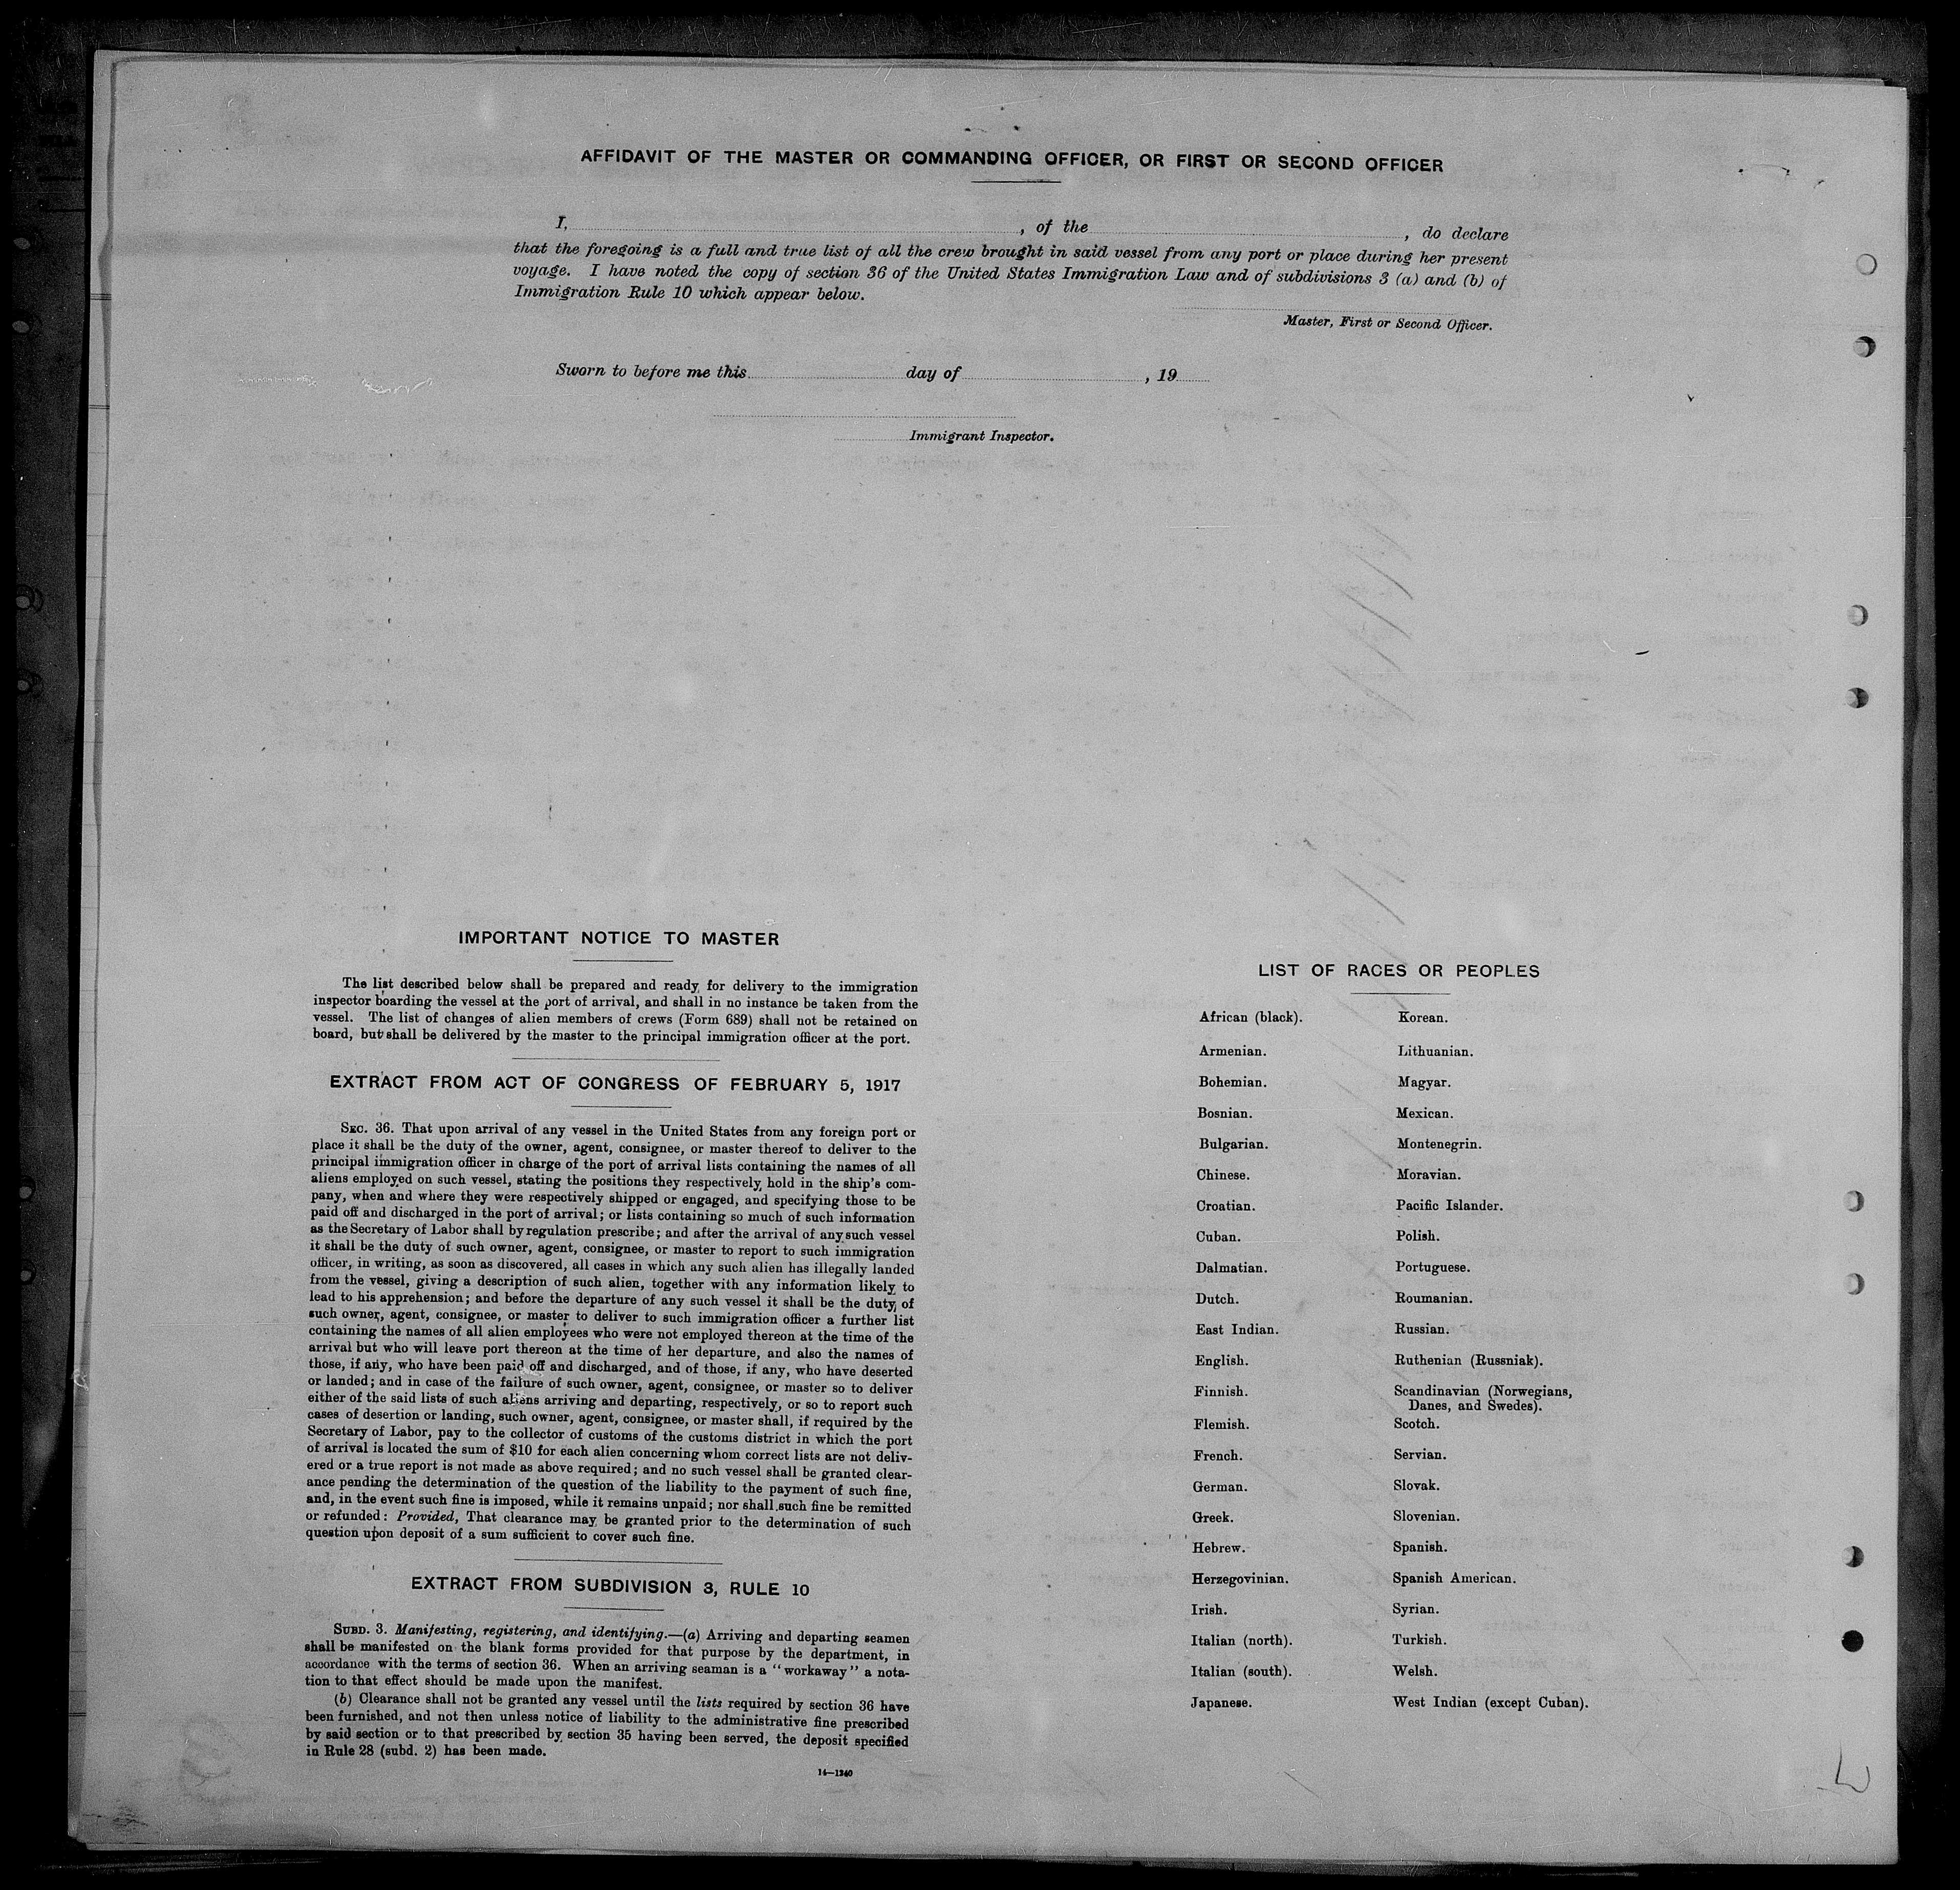 AFFIDAVIT OF THE MASTER OR COMMANDING OFFICER, OR FIRST OR SECOND OFFICER
I, , of the , do declare
that the foregoing is a full and true list of all the crew brought in said vessel from any port or place during her present
voyage. I have noted the copy of section 36 of the United States Immigration Law and of subdivisions 3 (a) and (b) of
Immigration Rule 10 which appear below.
Master, First or Second Officer.
Sworn to before me this day of , 19
Immigrant Inspector.
IMPORTANT NOTICE TO MASTER
The list described below shall be prepared and ready for delivery to the immigration
inspector boarding the vessel at the port of arrival, and shall in no instance be taken from the
vessel. The list of changes of alien members of crews (Form 689) shall not be retained on
board, but shall be delivered by the master to the principal immigration officer at the port.
EXTRACT FROM ACT OF CONGRESS OF FEBRUARY 5, 1917
SEC. 36. That upon arrival of any vessel in the United States from any foreign port or
place it shall be the duty of the owner, agent, consignee, or master thereof to deliver to the
principal immigration officer in charge of the port of arrival lists containing the names of all
aliens employed on such vessel, stating the positions they respectively hold in the ship's com-
pany, when and where they were respectively shipped or engaged, and specifying those to be
paid off and discharged in the port of arrival; or lists containing so much of such information
as the Secretary of Labor shall by regulation prescribe; and after the arrival of any such vessel
it shall be the duty of such owner, agent, consignee, or master to report to such immigration
officer, in writing, as soon as discovered, all cases in which any such alien has illegally landed
from the vessel, giving a description of such alien, together with any information likely to
lead to his apprehension; and before the departure of any such vessel it shall be the duty of
such owner, agent, consignee, or master to deliver to such immigration officer a further list
containing the names of all alien employees who were not employed thereon at the time of the
arrival but who will leave port thereon at the time of her departure, and also the names of
those, if any, who have been paid off and discharged, and of those, if any, who have deserted
or landed; and in case of the failure of such owner, agent, consignee, or master so to deliver
either of the said lists of such aliens arriving and departing, respectively, or so to report such
cases of desertion or landing, such owner, agent, consignee, or master shall, if required by the
Secretary of Labor, pay to the collector of customs of the customs district in which the port
of arrival is located the sum of $10 for each alien concerning whom correct lists are not deliv-
ered or a true report is not made as above required; and no such vessel shall be granted clear-
ance pending the determination of the question of the liability to the payment of such fine,
and, in the event such fine is imposed, while it remains unpaid; nor shall such fine be remitted
or refunded: Provided, That clearance may be granted prior to the determination of such
question upon deposit of a sum sufficient to cover such fine.
EXTRACT FROM SUBDIVISION 3, RULE 10
SUBD. 3. Manifesting, registering, and identifying.—(a) Arriving and departing seamen
shall be manifested on the blank forms provided for that purpose by the department, in
accordance with the terms of section 36. When an arriving seaman is a "workaway" a nota-
tion to that effect should be made upon the manifest.
(b) Clearance shall not be granted any vessel until the lists required by section 36 have
been furnished, and not then unless notice of liability to the administrative fine prescribed
by said section or to that prescribed by section 35 having been served, the deposit specified
in Rule 28 (subd. 2) has been made.
14—1240
LIST OF RACES OR PEOPLES
African (black). Korean.
Armenian. Lithuanian.
Bohemian. Magyar.
Bosnian. Mexican.
Bulgarian. Montenegrin.
Chinese. Moravian.
Croatian. Pacific Islander.
Cuban. Polish.
Dalmatian. Portuguese.
Dutch. Roumanian.
East Indian. Russian.
English. Ruthenian (Russniak).
Finnish. Scandinavian (Norwegians,
Danes, and Swedes).
Flemish. Scotch.
French. Servian.
German. Slovak.
Greek. Slovenian.
Hebrew. Spanish.
Herzegovinian. Spanish American.
Irish. Syrian.
Italian (north). Turkish.
Italian (south). Welsh.
Japanese. West Indian (except Cuban).